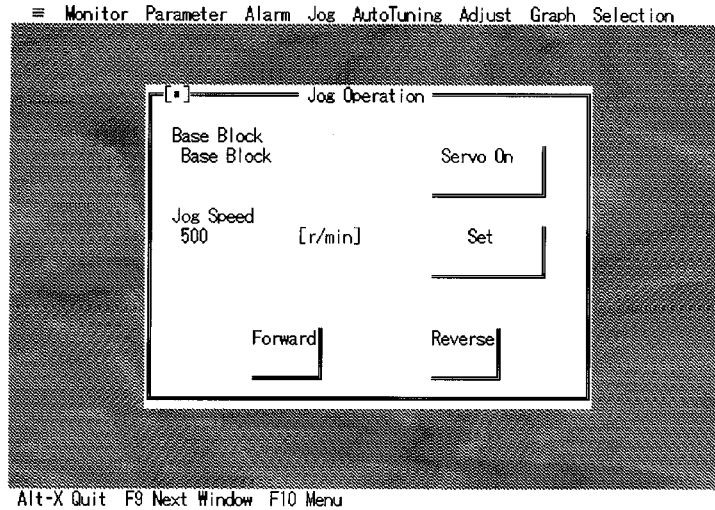 ≡ Monitor Parameter Alarm Jog AutoTuning Adjust Graph Selection
[▪] Jog Operation
Base Block
Base Block Servo On
Jog Speed
500 [r/min] Set
Forward Reverse
Alt-X Quit F9 Next Window F10 Menu